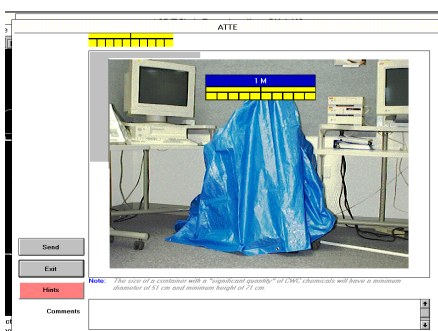 ATTE
1 M
Send
Exit
Hints
Note: The size of a container with a "significant quantity" of CWC chemicals will have a minimum
diameter of 51 cm and minimum height of 71 cm
Comments